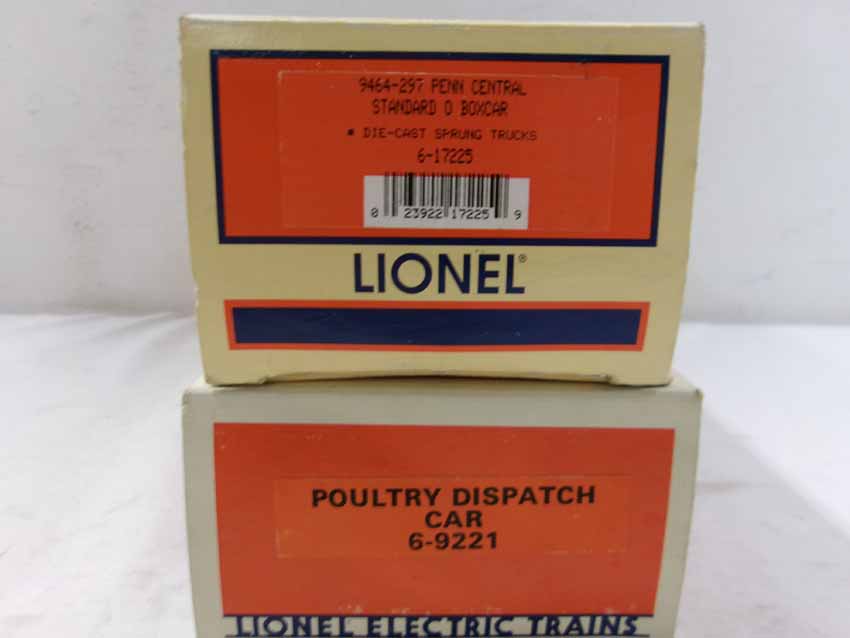 9464-297 PENN CENTRAL
STANDARD O BOXCAR
* DIE-CAST SPRUNG TRUCKS
6-17225
0 23922 17225 9
LIONEL®
POULTRY DISPATCH
CAR
6-9221
LIONEL ELECTRIC TRAINS